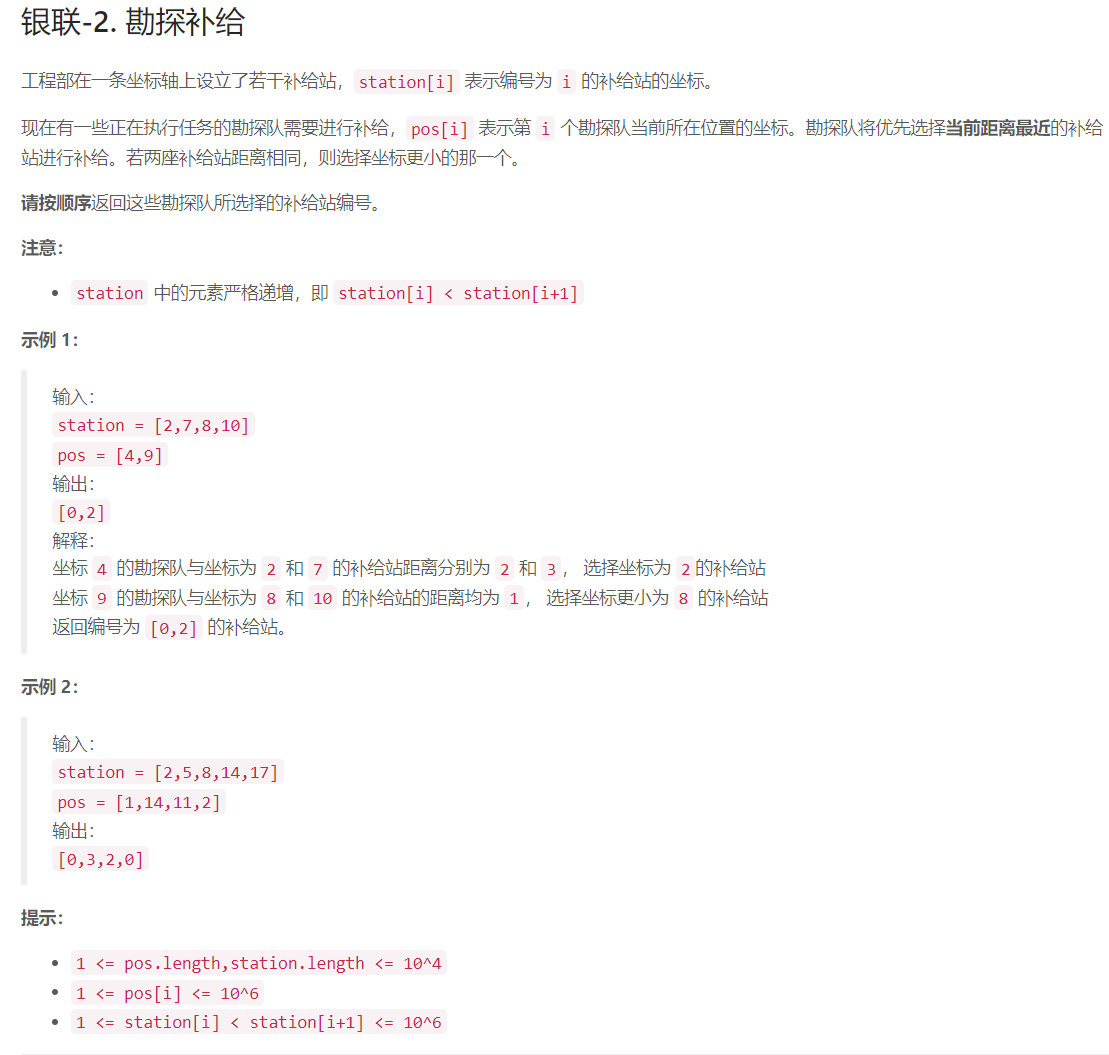 银联-2. 勘探补给
工程部在一条坐标轴上设立了若干补给站，station[i] 表示编号为 i 的补给站的坐标。
现在有一些正在执行任务的勘探队需要进行补给，pos[i] 表示第 i 个勘探队当前所在位置的坐标。勘探队将优先选择当前距离最近的补给
站进行补给。若两座补给站距离相同，则选择坐标更小的那一个。
请按顺序返回这些勘探队所选择的补给站编号。
注意：
• station 中的元素严格递增，即 station[i] < station[i+1]
示例 1：
输入：
station = [2,7,8,10]
pos = [4,9]
输出：
[0,2]
解释：
坐标 4 的勘探队与坐标为 2 和 7 的补给站距离分别为 2 和 3 ， 选择坐标为 2的补给站
坐标 9 的勘探队与坐标为 8 和 10 的补给站的距离均为 1 ， 选择坐标更小为 8 的补给站
返回编号为 [0,2] 的补给站。
示例 2：
输入：
station = [2,5,8,14,17]
pos = [1,14,11,2]
输出：
[0,3,2,0]
提示：
• 1 <= pos.length,station.length <= 10^4
• 1 <= pos[i] <= 10^6
• 1 <= station[i] < station[i+1] <= 10^6